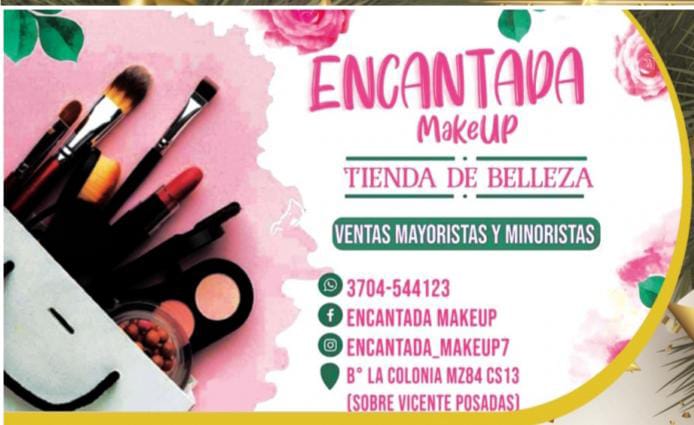 ENCANTADA
MakeUP
TIENDA DE BELLEZA
VENTAS MAYORISTAS Y MINORISTAS
3704-544123
ENCANTADA MAKEUP
ENCANTADA_MAKEUP7
B° LA COLONIA MZ84 CS13
(SOBRE VICENTE POSADAS)